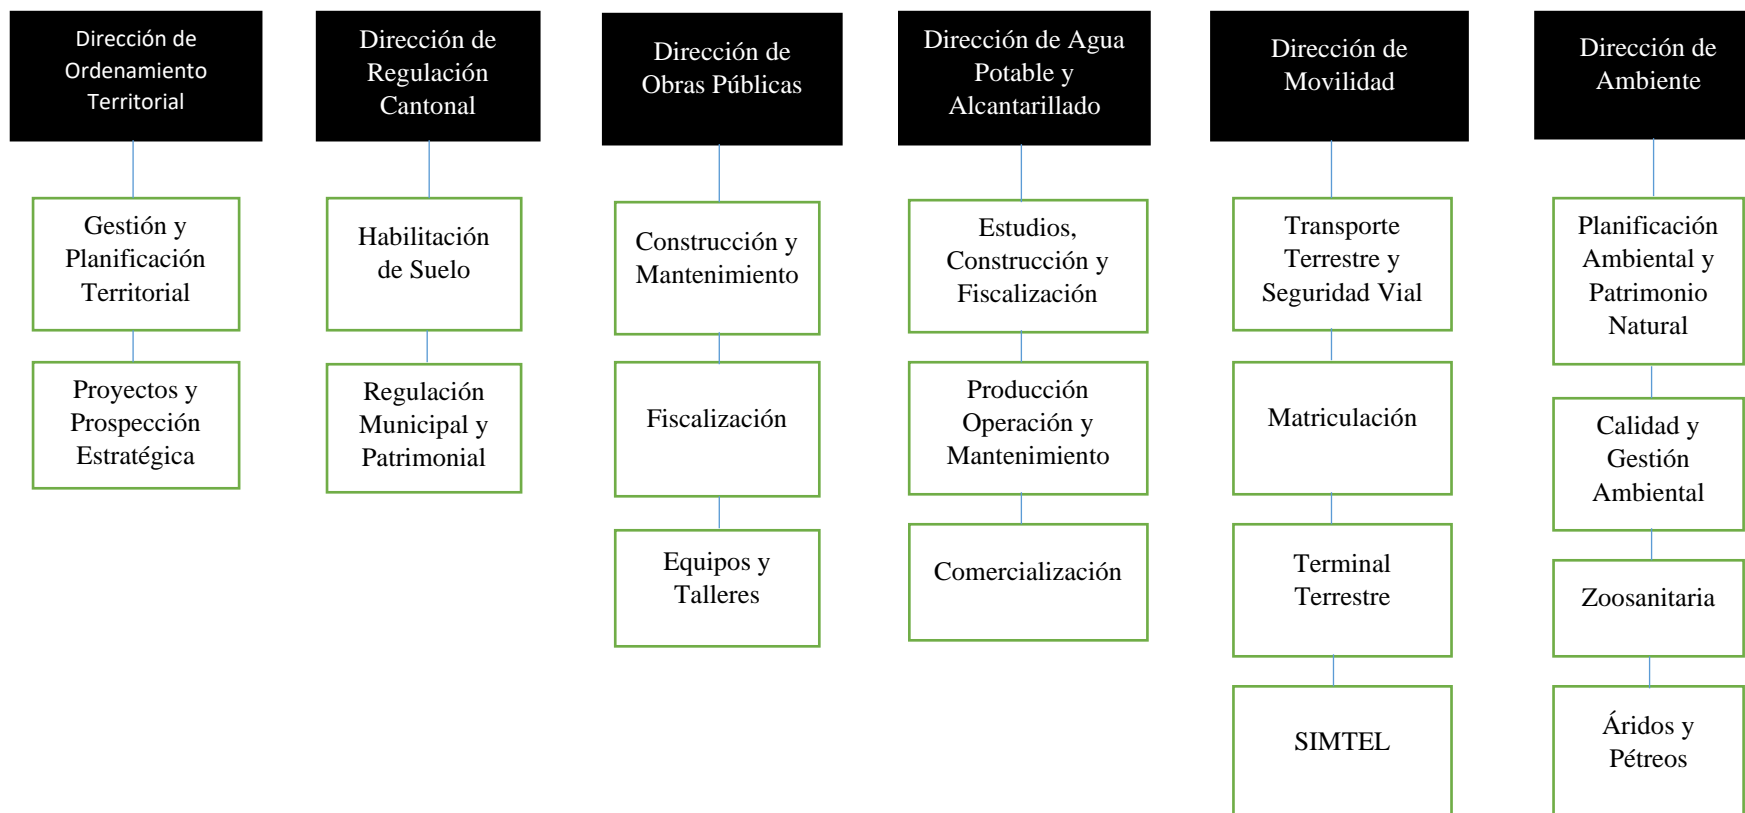 Dirección de
Ordenamiento
Territorial
Gestión y
Planificación
Territorial
Proyectos y
Prospección
Estratégica
Dirección de
Regulación
Cantonal
Habilitación
de Suelo
Regulación
Municipal y
Patrimonial
Dirección de
Obras Públicas
Construcción y
Mantenimiento
Fiscalización
Equipos y
Talleres
Dirección de Agua
Potable y
Alcantarillado
Estudios,
Construcción y
Fiscalización
Producción
Operación y
Mantenimiento
Comercialización
Dirección de
Movilidad
Transporte
Terrestre y
Seguridad Vial
Matriculación
Terminal
Terrestre
SIMTEL
Dirección de
Ambiente
Planificación
Ambiental y
Patrimonio
Natural
Calidad y
Gestión
Ambiental
Zoosanitaria
Áridos y
Pétreos